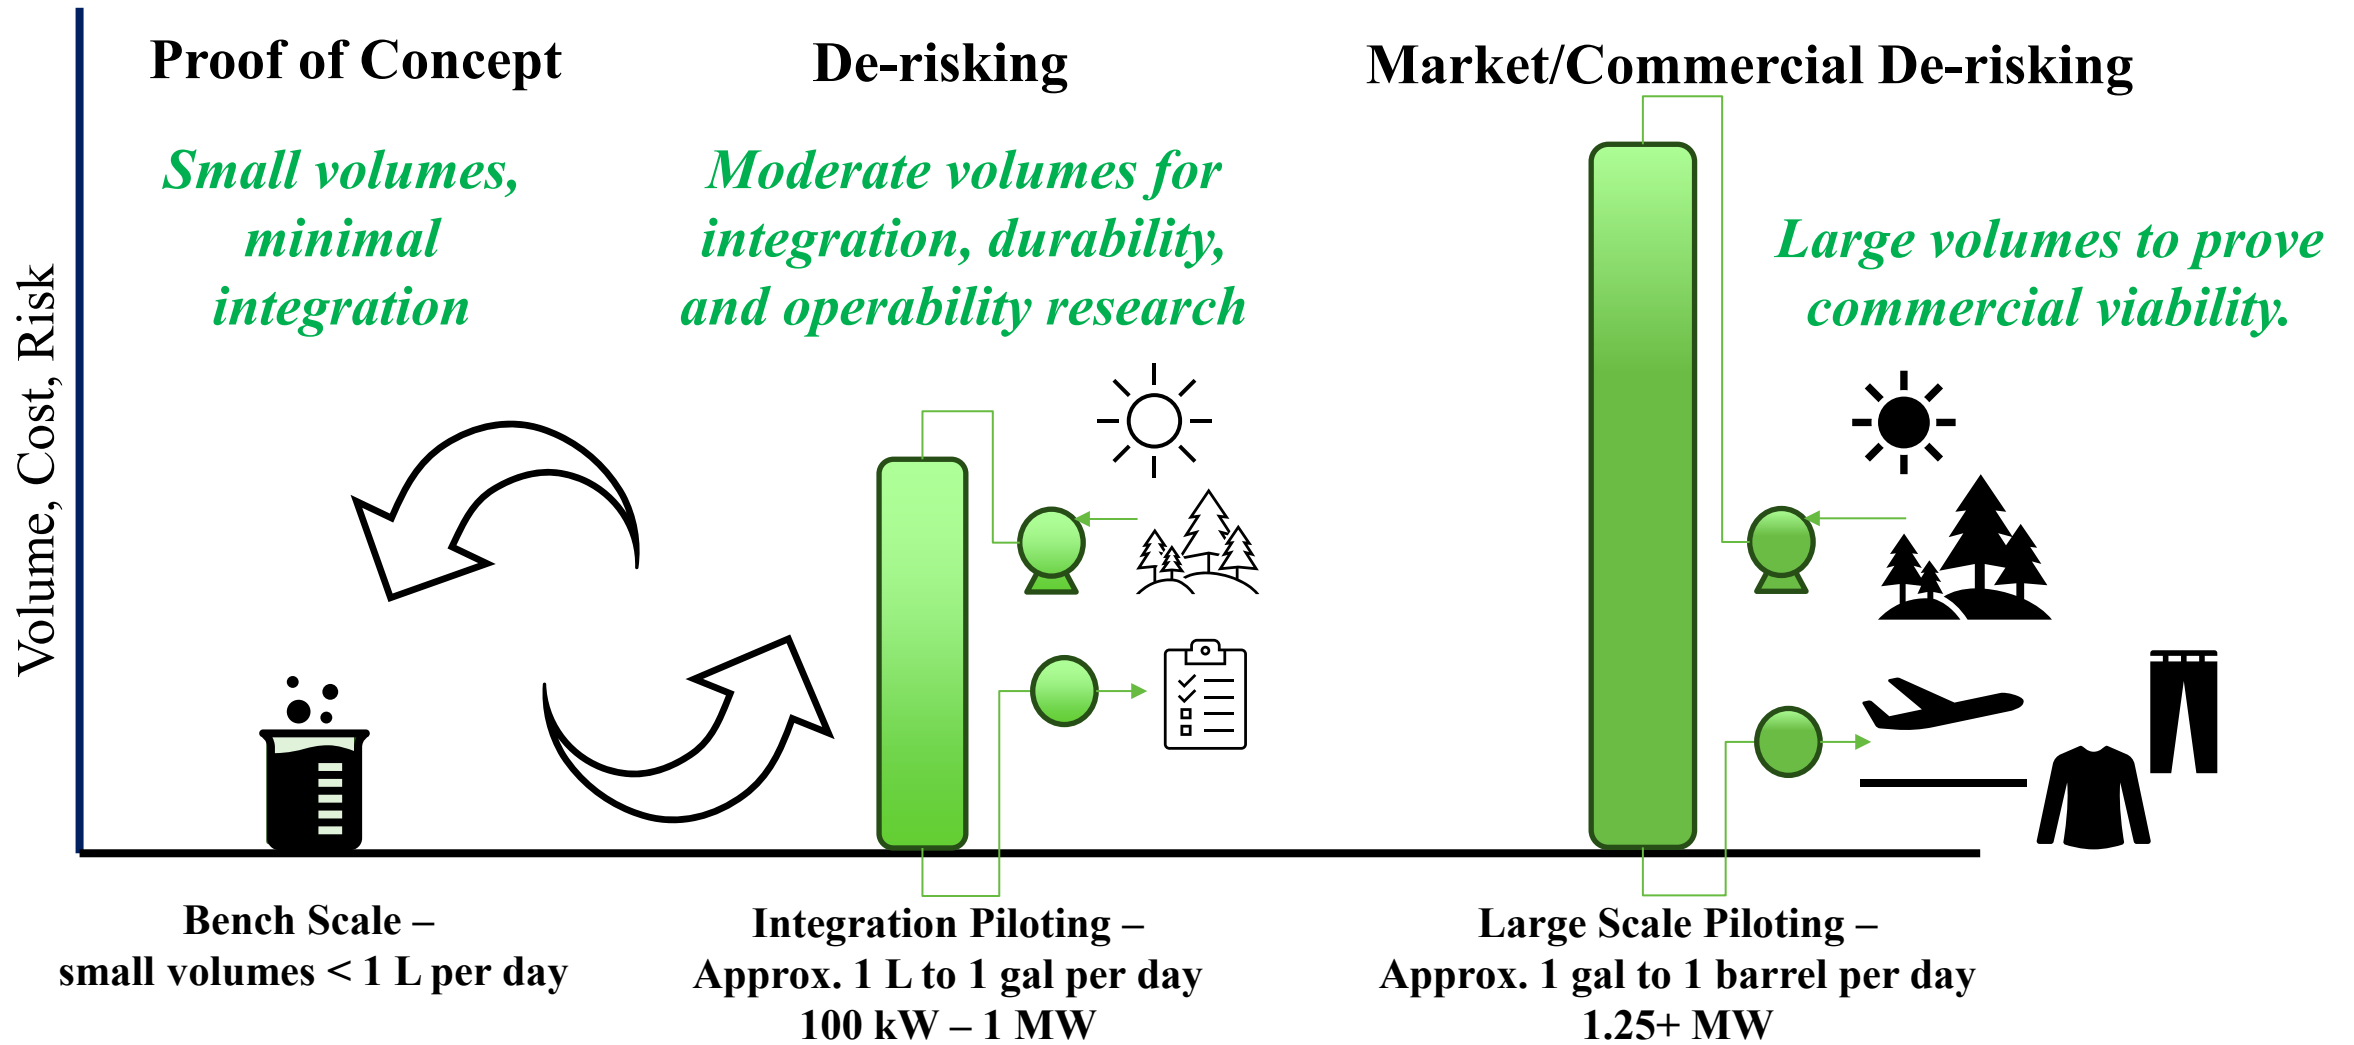 Proof of Concept
Small volumes,
minimal
integration
De-risking
Moderate volumes for
integration, durability,
and operability research
Market/Commercial De-risking
Large volumes to prove
commercial viability.
Volume, Cost, Risk
Bench Scale –
small volumes < 1 L per day
Integration Piloting –
Approx. 1 L to 1 gal per day
100 kW – 1 MW
Large Scale Piloting –
Approx. 1 gal to 1 barrel per day
1.25+ MW